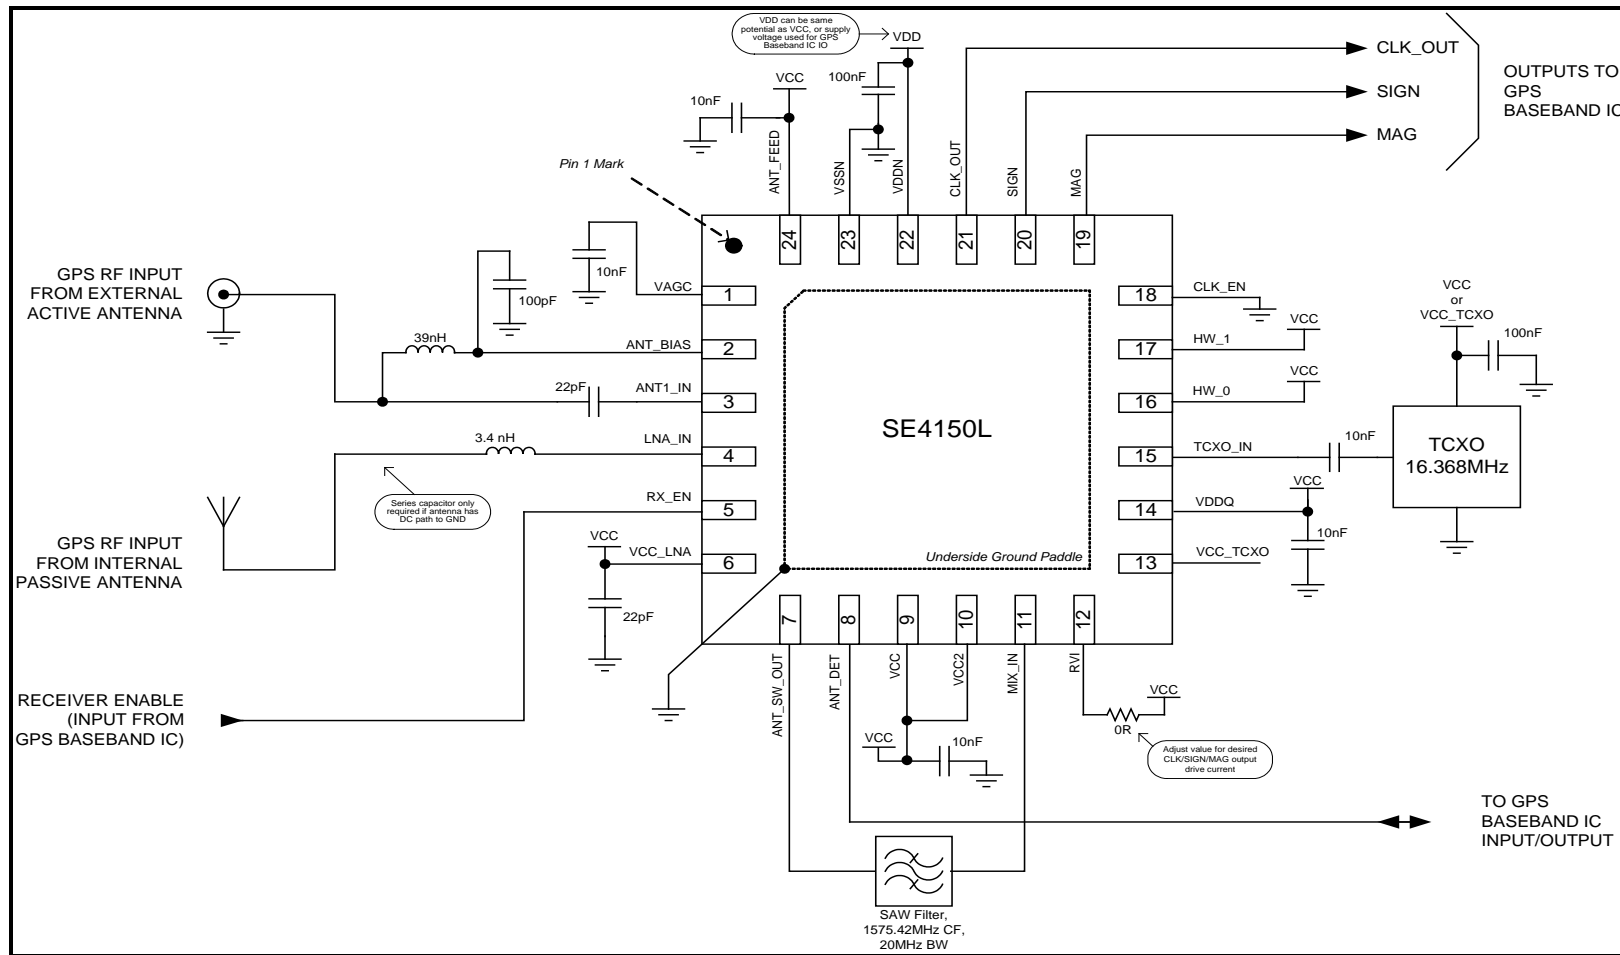 VDD can be same
potential as VCC, or supply
voltage used for GPS
Baseband IC IO
VDD
CLK_OUT
SIGN
MAG
OUTPUTS TO
GPS
BASEBAND IC
VCC
10nF
100nF
ANT_FEED
VSSN
VDDN
CLK_OUT
SIGN
MAG
Pin 1 Mark
24
23
22
21
20
19
GPS RF INPUT
FROM EXTERNAL
ACTIVE ANTENNA
10nF
100pF
VAGC
1
39nH
ANT_BIAS
2
22pF
ANT1_IN
3
3.4 nH
LNA_IN
4
Series capacitor only
required if antenna has
DC path to GND
RX_EN
5
GPS RF INPUT
FROM INTERNAL
PASSIVE ANTENNA
VCC
VCC_LNA
6
22pF
SE4150L
Underside Ground Paddle
18
CLK_EN
17
HW_1
VCC
16
HW_0
VCC
15
TCXO_IN
10nF
14
VDDQ
VCC
10nF
13
VCC_TCXO
VCC
or
VCC_TCXO
100nF
TCXO
16.368MHz
7
8
9
10
11
12
ANT_SW_OUT
ANT_DET
VCC
VCC2
MIX_IN
RVI
RECEIVER ENABLE
(INPUT FROM
GPS BASEBAND IC)
VCC
10nF
VCC
0R
Adjust value for desired
CLK/SIGN/MAG output
drive current
TO GPS
BASEBAND IC
INPUT/OUTPUT
SAW Filter,
1575.42MHz CF,
20MHz BW